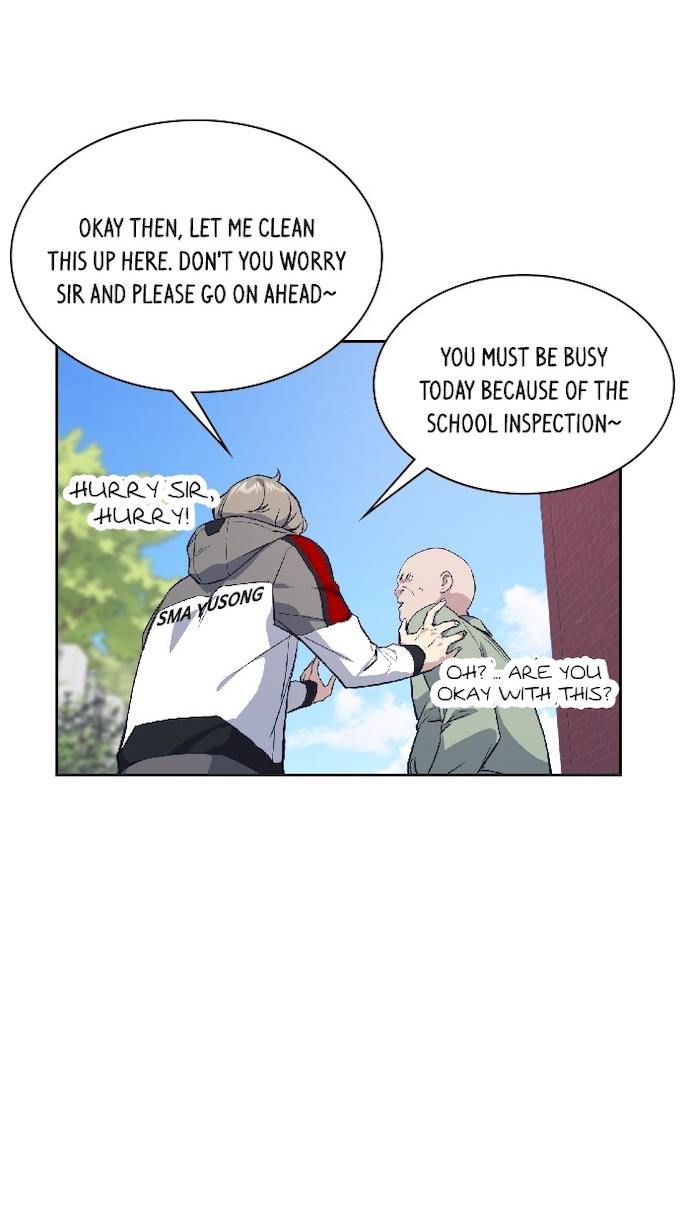 OKAY THEN, LET ME CLEAN
THIS UP HERE. DON'T YOU WORRY
SIR AND PLEASE GO ON AHEAD~
YOU MUST BE BUSY
TODAY BECAUSE OF THE
SCHOOL INSPECTION~
HURRY SIR,
HURRY!
SMA YUSONG
OH? ... ARE YOU
OKAY WITH THIS?